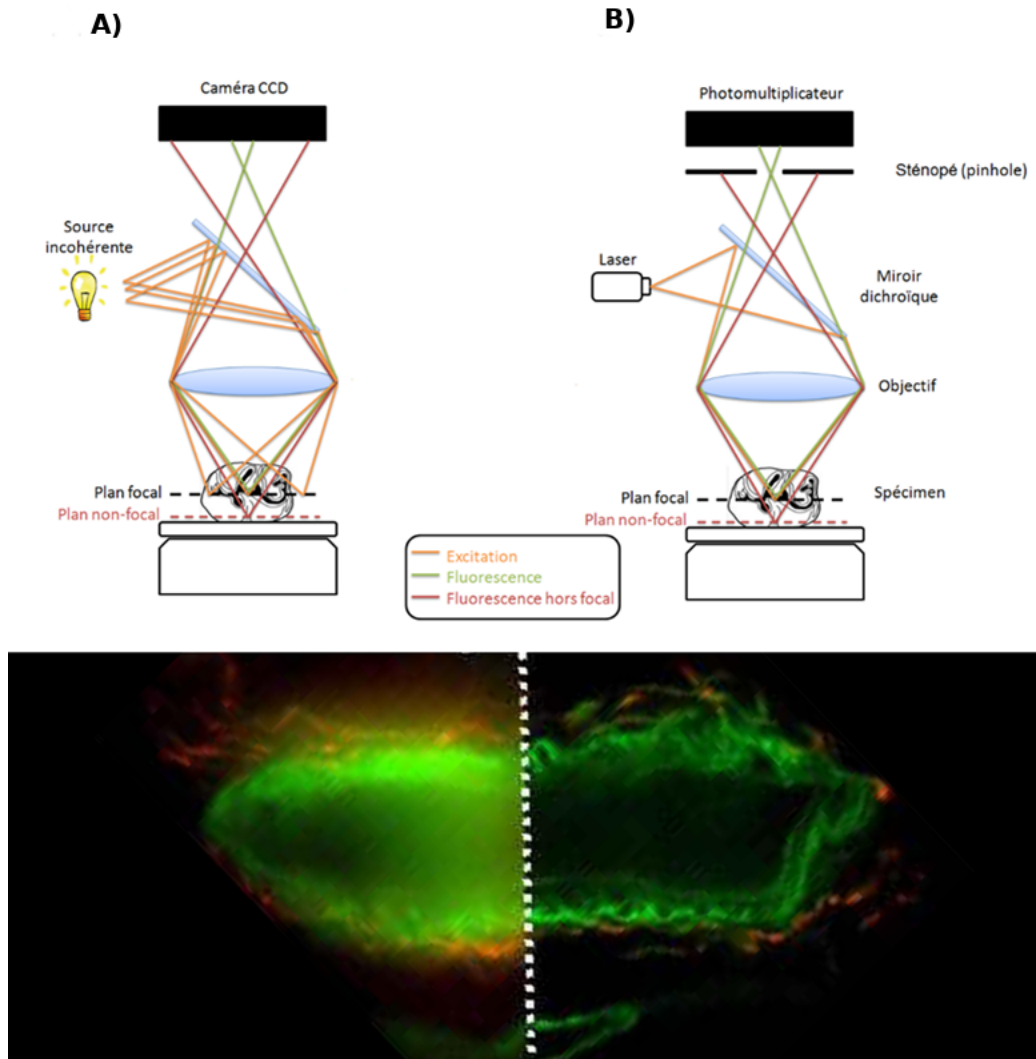 A)
B)
Caméra CCD
Photomultiplicateur
Sténopé (pinhole)
Source
incohérente
Laser
Miroir
dichroïque
Objectif
Plan focal
Plan non-focal
Plan focal
Plan non-focal
Spécimen
Excitation
Fluorescence
Fluorescence hors focal